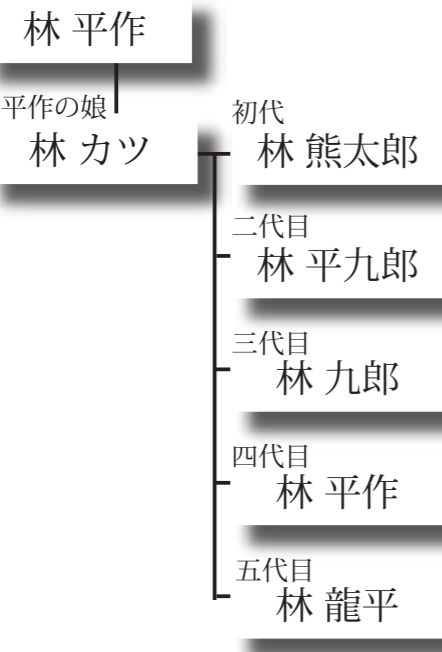 林 平作
平作の娘
林 カツ
初代
林 熊太郎
二代目
林 平九郎
三代目
林 九郎
四代目
林 平作
五代目
林 龍平